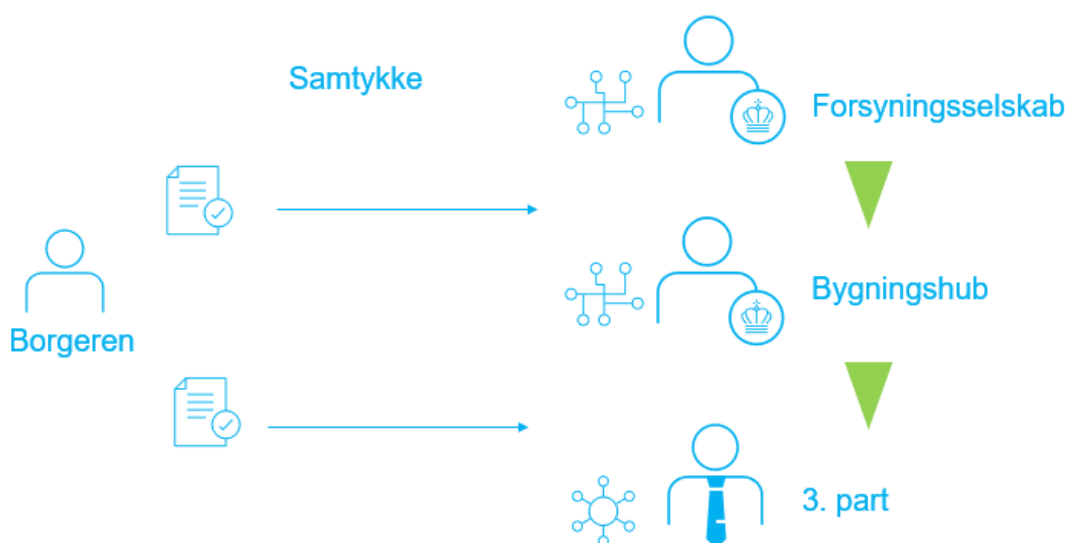 Samtykke
Forsyningsselskab
Bygningshub
Borgeren
3. part